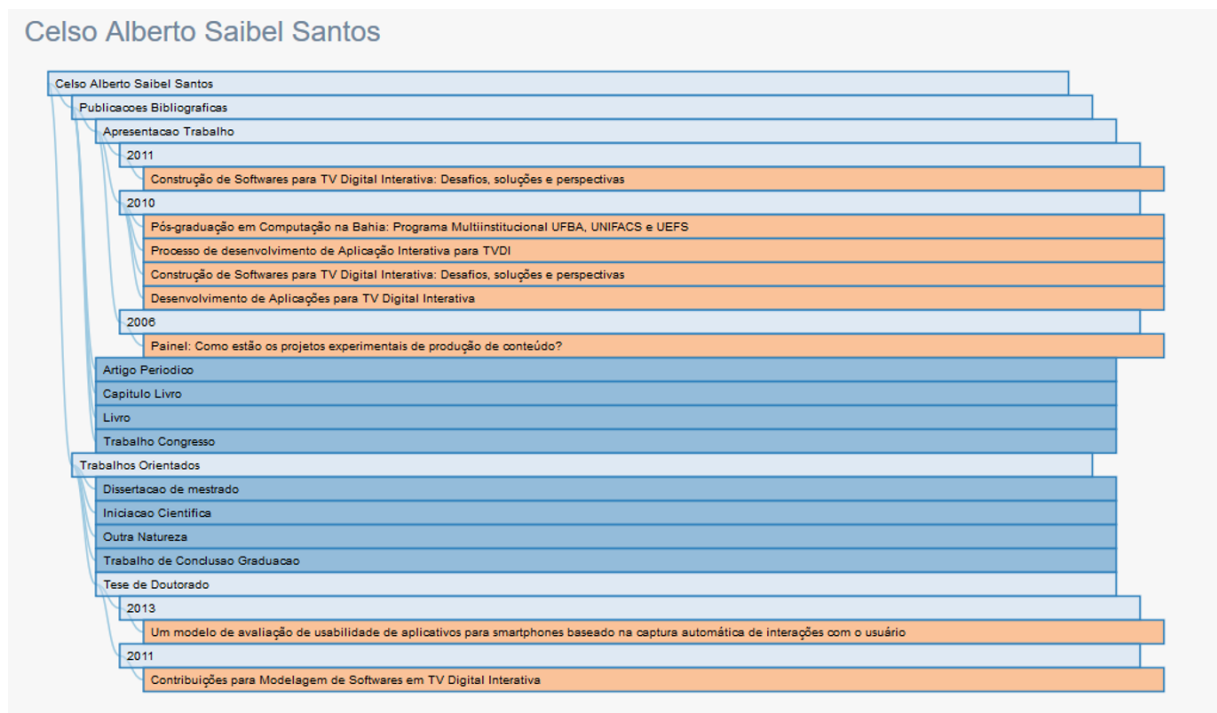 Celso Alberto Saibel Santos
Celso Alberto Saibel Santos
Publicacoes Bibliograficas
Apresentacao Trabalho
2011
Construção de Softwares para TV Digital Interativa: Desafios, soluções e perspectivas
2010
Pós-graduação em Computação na Bahia: Programa Multiinstitucional UFBA, UNIFACS e UEFS
Processo de desenvolvimento de Aplicação Interativa para TVDI
Construção de Softwares para TV Digital Interativa: Desafios, soluções e perspectivas
Desenvolvimento de Aplicações para TV Digital Interativa
2006
Painel: Como estão os projetos experimentais de produção de conteúdo?
Artigo Periodico
Capitulo Livro
Livro
Trabalho Congresso
Trabalhos Orientados
Dissertacao de mestrado
Iniciacao Cientifica
Outra Natureza
Trabalho de Conclusao Graduacao
Tese de Doutorado
2013
Um modelo de avaliação de usabilidade de aplicativos para smartphones baseado na captura automática de interações com o usuário
2011
Contribuições para Modelagem de Softwares em TV Digital Interativa